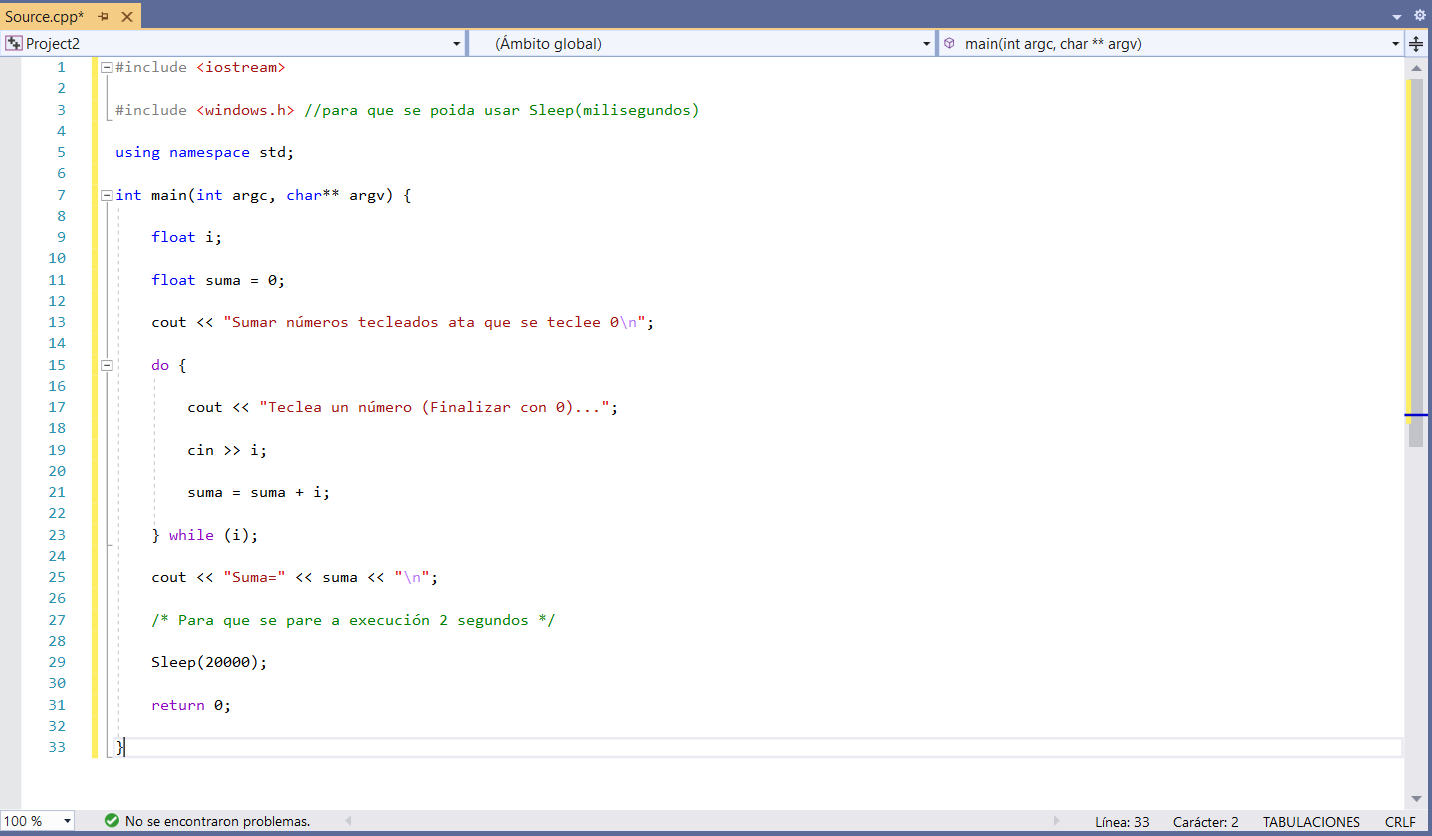 Source.cpp*
Project2 (Ámbito global) main(int argc, char ** argv)
1 #include <iostream>
2
3 #include <windows.h> //para que se poida usar Sleep(milisegundos)
4
5 using namespace std;
6
7 int main(int argc, char** argv) {
8
9 float i;
10
11 float suma = 0;
12
13 cout << "Sumar números tecleados ata que se teclee 0\n";
14
15 do {
16
17 cout << "Teclea un número (Finalizar con 0)...";
18
19 cin >> i;
20
21 suma = suma + i;
22
23 } while (i);
24
25 cout << "Suma=" << suma << "\n";
26
27 /* Para que se pare a execución 2 segundos */
28
29 Sleep(20000);
30
31 return 0;
32
33 }
100 % No se encontraron problemas. Línea: 33 Carácter: 2 TABULACIONES CRLF